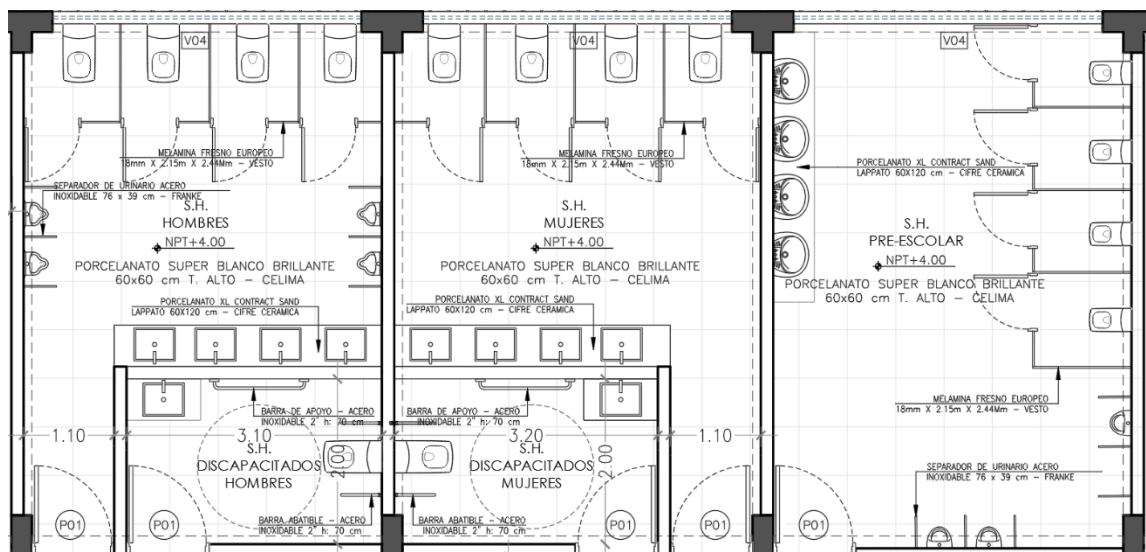 V04
V04
V04
MELAMINA FRESNO EUROPEO
18mm X 2.15m X 2.44Mm – VESTO
SEPARADOR DE URINARIO ACERO
INOXIDABLE 76 x 39 cm – FRANKE
S.H.
HOMBRES
NPT+4.00
PORCELANATO SUPER BLANCO BRILLANTE
60x60 cm T. ALTO – CELIMA
PORCELANATO XL CONTRACT SAND
LAPPATO 60X120 cm – CIFRE CERAMICA
MELAMINA FRESNO EUROPEO
18mm X 2.15m X 2.44Mm – VESTO
S.H.
MUJERES
NPT+4.00
PORCELANATO SUPER BLANCO BRILLANTE
60x60 cm T. ALTO – CELIMA
PORCELANATO XL CONTRACT SAND
LAPPATO 60X120 cm – CIFRE CERAMICA
PORCELANATO XL CONTRACT SAND
LAPPATO 60X120 cm – CIFRE CERAMICA
S.H.
PRE-ESCOLAR
NPT+4.00
PORCELANATO SUPER BLANCO BRILLANTE
60x60 cm T. ALTO – CELIMA
MELAMINA FRESNO EUROPEO
18mm X 2.15m X 2.44Mm – VESTO
BARRA DE APOYO – ACERO
INOXIDABLE 2" h: 70 cm
BARRA DE APOYO – ACERO
INOXIDABLE 2" h: 70 cm
1.10
3.10
3.20
1.10
2.00
2.00
S.H.
DISCAPACITADOS
HOMBRES
S.H.
DISCAPACITADOS
MUJERES
SEPARADOR DE URINARIO ACERO
INOXIDABLE 76 x 39 cm – FRANKE
BARRA ABATIBLE – ACERO
INOXIDABLE 2" h: 70 cm
BARRA ABATIBLE – ACERO
INOXIDABLE 2" h: 70 cm
P01
P01
P01
P01
P01